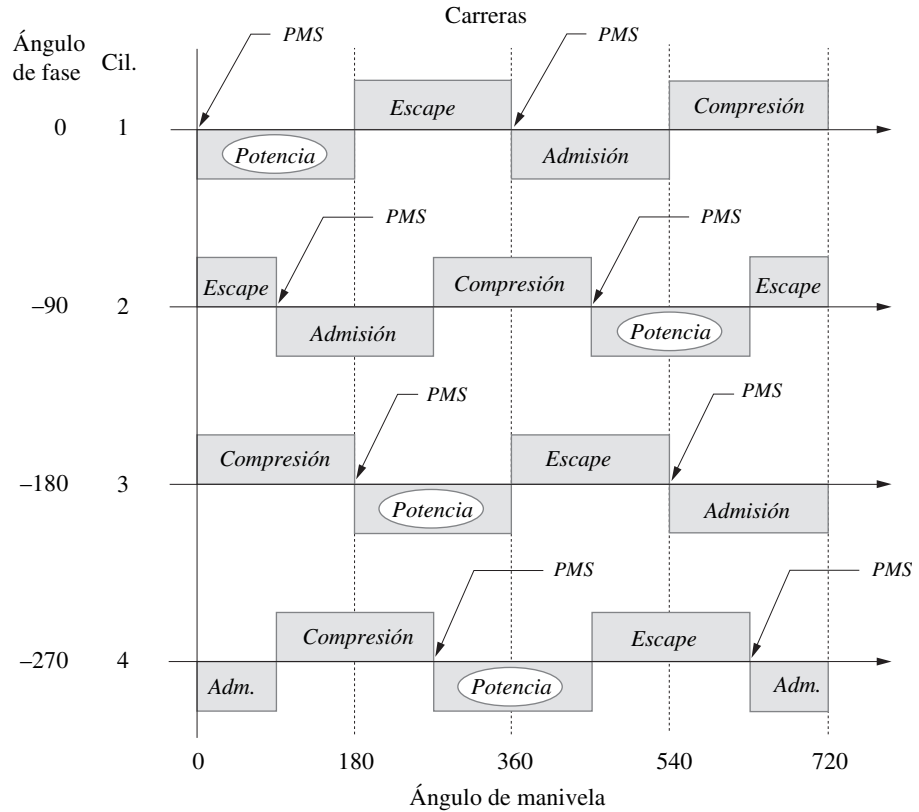 Carreras
Ángulo de fase Cil.
PMS PMS
Escape Compresión
0 1
Potencia Admisión
PMS PMS
Escape Compresión Escape
–90 2
Admisión Potencia
PMS PMS
Compresión Escape
–180 3
Potencia Admisión
PMS PMS
Compresión Escape
–270 4
Adm. Potencia Adm.
0 180 360 540 720
Ángulo de manivela